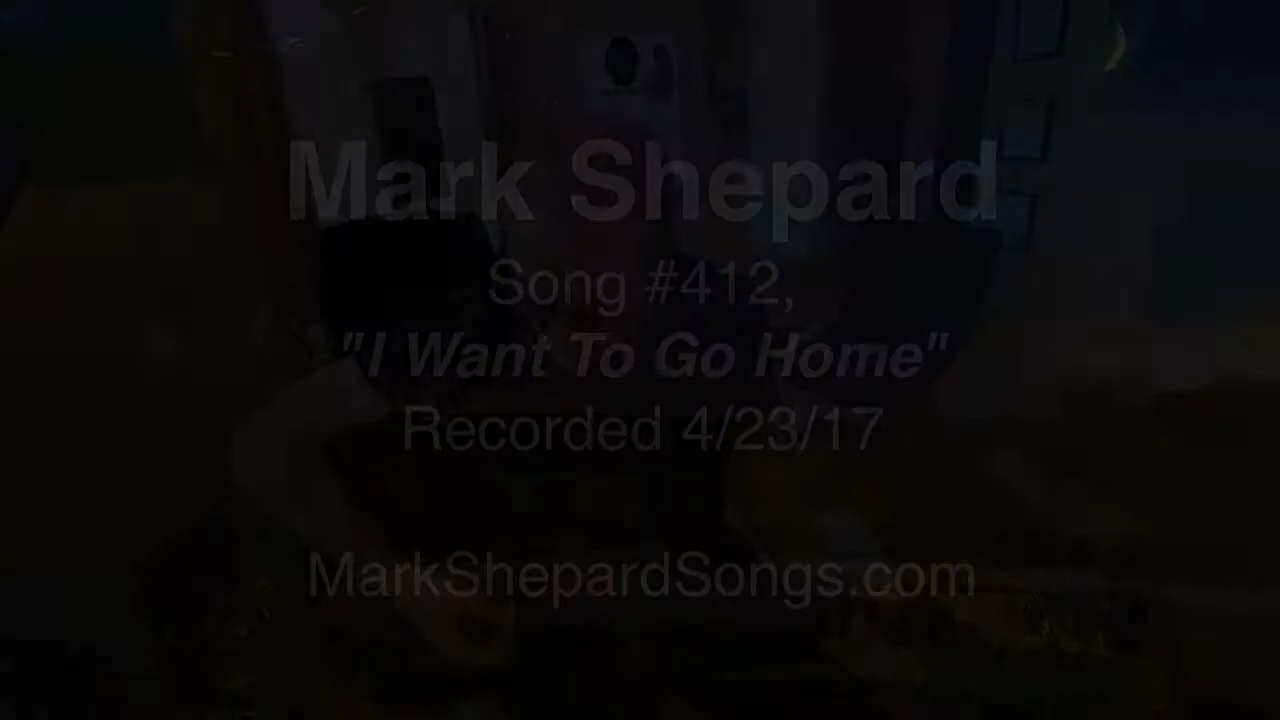 Mark Shepard
Song #412,
"I Want To Go Home"
Recorded 4/23/17
MarkShepardSongs.com